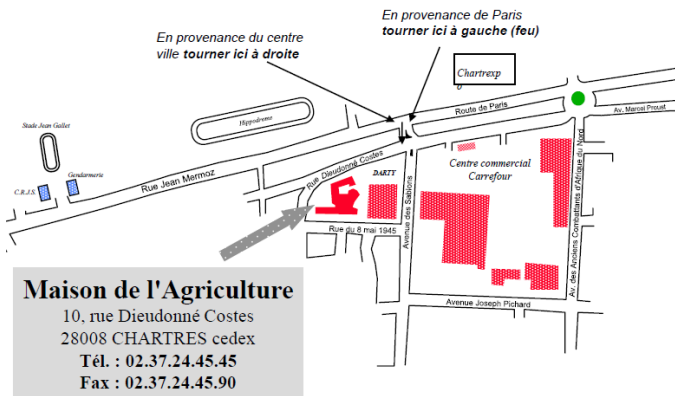 En provenance du centre
ville tourner ici à droite
En provenance de Paris
tourner ici à gauche (feu)
Chartrexp
o
Route de Paris
Av. Marcel Proust
Stade Jean Gallet
Hippodrome
Gendarmerie
C.R.J.S.
Rue Jean Mermoz
Rue Dieudonné Costes
DARTY
Centre commercial
Carrefour
Avenue des Sablons
Av. des Anciens Combattants d'Afrique du Nord
Rue du 8 mai 1945
Avenue Joseph Pichard
Maison de l'Agriculture
10, rue Dieudonné Costes
28008 CHARTRES cedex
Tél. : 02.37.24.45.45
Fax : 02.37.24.45.90